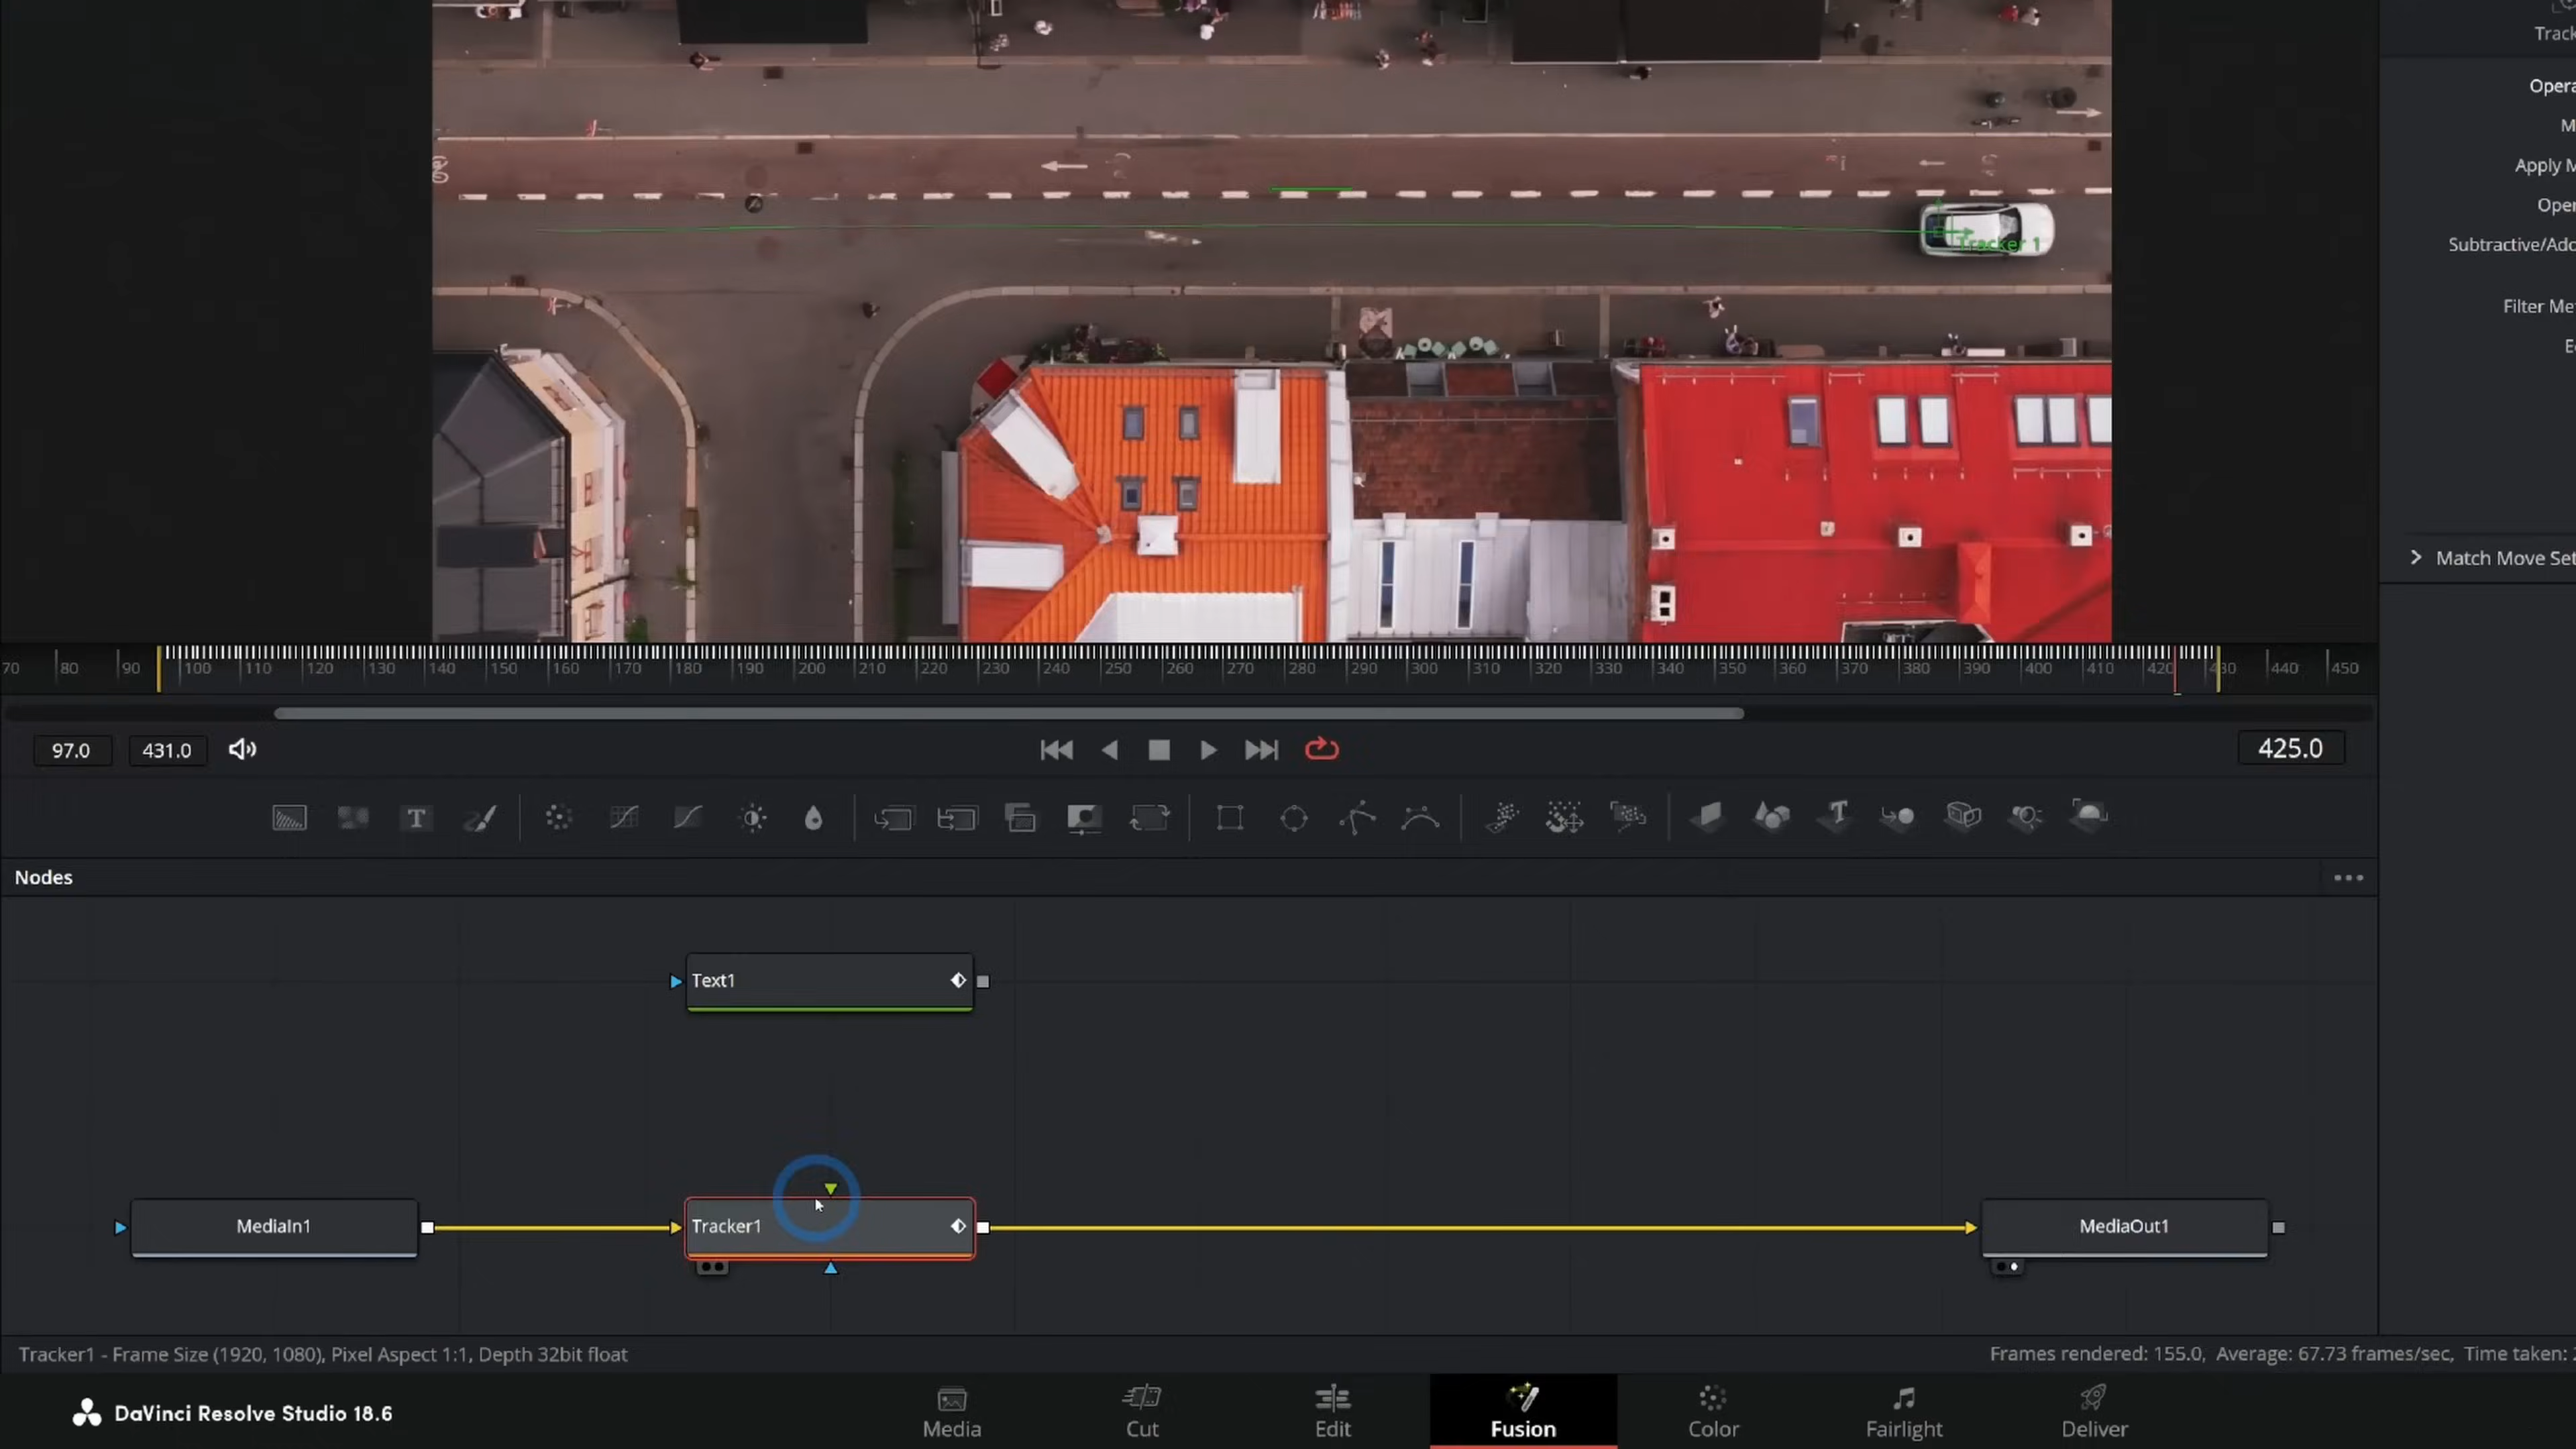 Track
Opera
M
Apply M
Oper
Subtractive/Add
Filter Me
E
Match Move Set
Tracker 1
70 80 90 100 110 120 130 140 150 160 170 180 190 200 210 220 230 240 250 260 270 280 290 300 310 320 330 340 350 360 370 380 390 400 410 420 430 440 450
97.0 431.0 425.0
Nodes
Text1
MediaIn1 Tracker1 MediaOut1
Tracker1 - Frame Size (1920, 1080), Pixel Aspect 1:1, Depth 32bit float Frames rendered: 155.0, Average: 67.73 frames/sec, Time taken:
DaVinci Resolve Studio 18.6
Media Cut Edit Fusion Color Fairlight Deliver